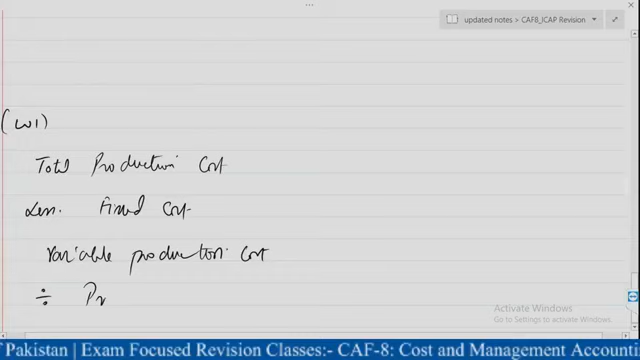 updated notes > CAF8_ICAP Revision
(W1)
Total Production Cost
Less. Fixed Cost
Variable production Cost
÷ Pr
Activate Windows
Go to Settings to activate Windows.
Pakistan | Exam Focused Revision Classes:- CAF-8: Cost and Management Accounti